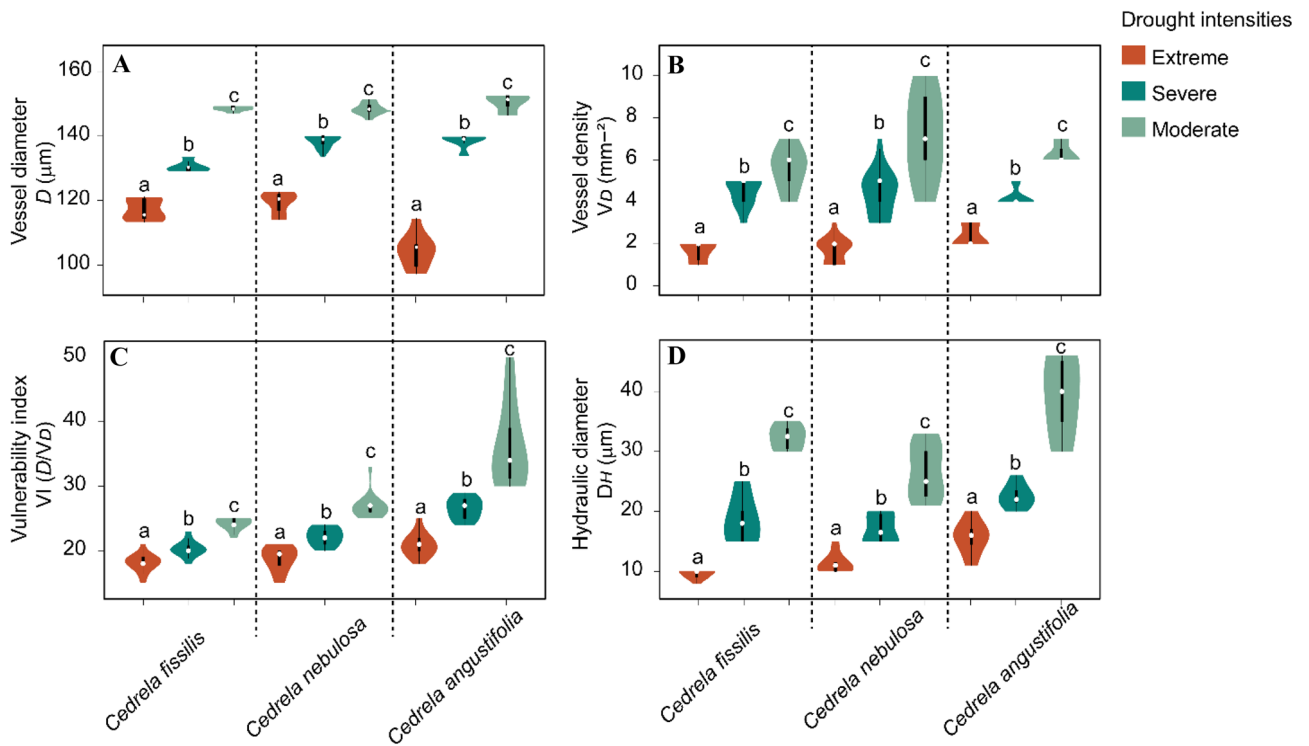 Drought intensities
Extreme
Severe
Moderate
A
Vessel diameter
D (μm)
160
140
120
100
a
b
c
a
b
c
a
b
c
B
Vessel density
VD (mm−²)
10
8
6
4
2
0
a
b
c
a
b
c
a
b
c
C
Vulnerability index
VI (D/VD)
50
40
30
20
a
b
c
a
b
c
a
b
c
D
Hydraulic diameter
DH (μm)
40
30
20
10
a
b
c
a
b
c
a
b
c
Cedrela fissilis
Cedrela nebulosa
Cedrela angustifolia
Cedrela fissilis
Cedrela nebulosa
Cedrela angustifolia